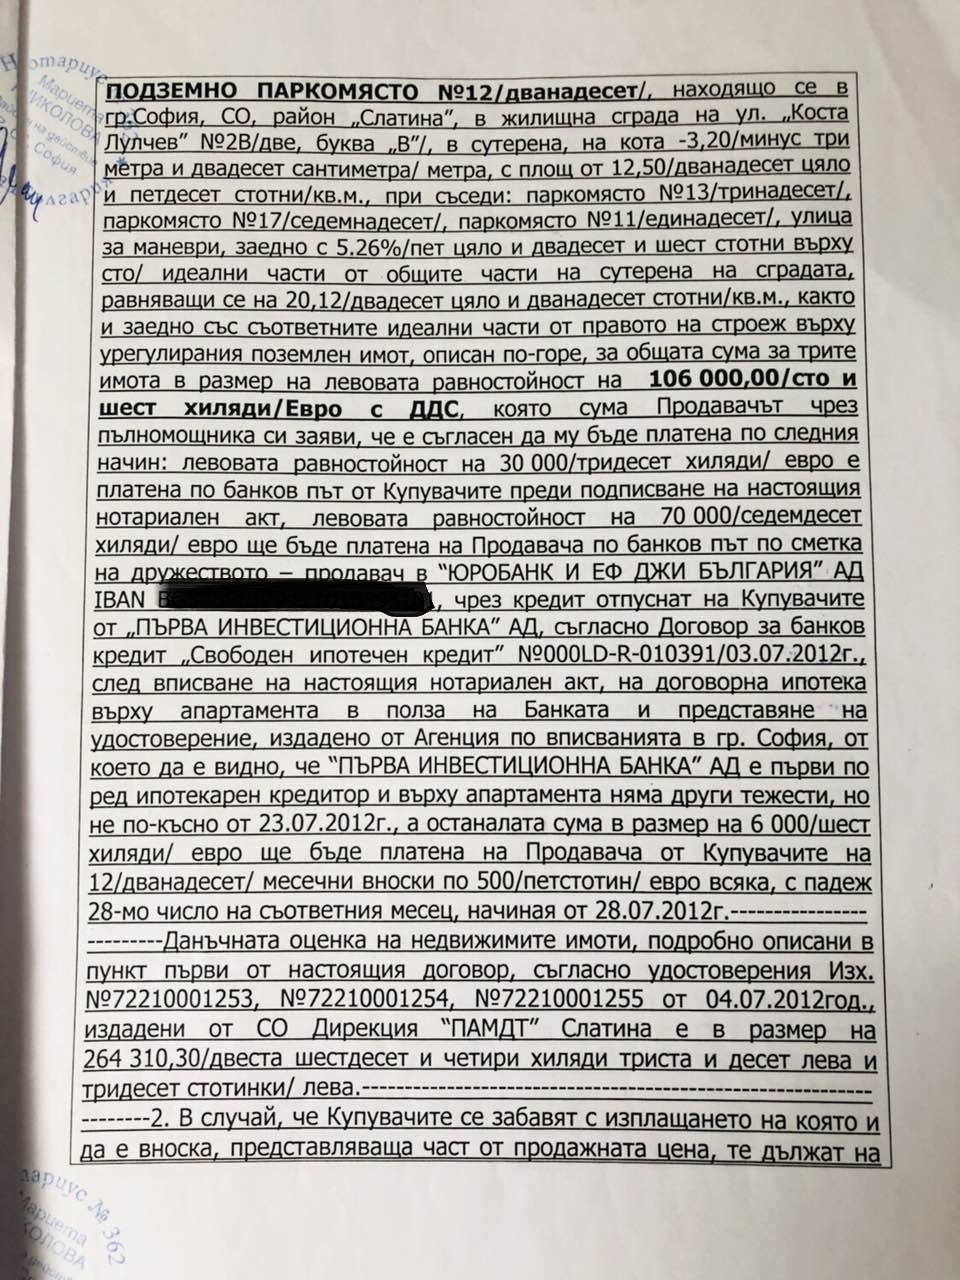 ПОДЗЕМНО ПАРКОМЯСТО №12/дванадесет/, находящо се в
гр.София, СО, район „Слатина", в жилищна сграда на ул. „Коста
Лулчев" №2В/две, буква „В"/, в сутерена, на кота -3,20/минус три
метра и двадесет сантиметра/ метра, с площ от 12,50/дванадесет цяло
и петдесет стотни/кв.м., при съседи: паркомясто №13/тринадесет/,
паркомясто №17/седемнадесет/, паркомясто №11/единадесет/, улица
за маневри, заедно с 5.26%/пет цяло и двадесет и шест стотни върху
сто/ идеални части от общите части на сутерена на сградата,
равняващи се на 20,12/двадесет цяло и дванадесет стотни/кв.м., както
и заедно със съответните идеални части от правото на строеж върху
урегулирания поземлен имот, описан по-горе, за общата сума за трите
имота в размер на левовата равностойност на 106 000,00/сто и
шест хиляди/Евро с ДДС, която сума Продавачът чрез
пълномощника си заяви, че е съгласен да му бъде платена по следния
начин: левовата равностойност на 30 000/тридесет хиляди/ евро е
платена по банков път от Купувачите преди подписване на настоящия
нотариален акт, левовата равностойност на 70 000/седемдесет
хиляди/ евро ще бъде платена на Продавача по банков път по сметка
на дружеството – продавач в "ЮРОБАНК И ЕФ ДЖИ БЪЛГАРИЯ" АД
IBAN , чрез кредит отпуснат на Купувачите
от „ПЪРВА ИНВЕСТИЦИОННА БАНКА" АД, съгласно Договор за банков
кредит „Свободен ипотечен кредит" №000LD-R-010391/03.07.2012г.,
след вписване на настоящия нотариален акт, на договорна ипотека
върху апартамента в полза на Банката и представяне на
удостоверение, издадено от Агенция по вписванията в гр. София, от
което да е видно, че "ПЪРВА ИНВЕСТИЦИОННА БАНКА" АД е първи по
ред ипотекарен кредитор и върху апартамента няма други тежести, но
не по-късно от 23.07.2012г., а останалата сума в размер на 6 000/шест
хиляди/ евро ще бъде платена на Продавача от Купувачите на
12/дванадесет/ месечни вноски по 500/петстотин/ евро всяка, с падеж
28-мо число на съответния месец, начиная от 28.07.2012г.-----------------
----------Данъчната оценка на недвижимите имоти, подробно описани в
пункт първи от настоящия договор, съгласно удостоверения Изх.
№72210001253, №72210001254, №72210001255 от 04.07.2012год.,
издадени от СО Дирекция "ПАМДТ" Слатина е в размер на
264 310,30/двеста шестдесет и четири хиляди триста и десет лева и
тридесет стотинки/ лева.----------------------------------------------------------------
---------2. В случай, че Купувачите се забавят с изплащането на която и
да е вноска, представляваща част от продажната цена, те дължат на
Нотариус
Мариета
НИКОЛОВА
София
България
Нотариус № 362
Мариета
НИКОЛОВА